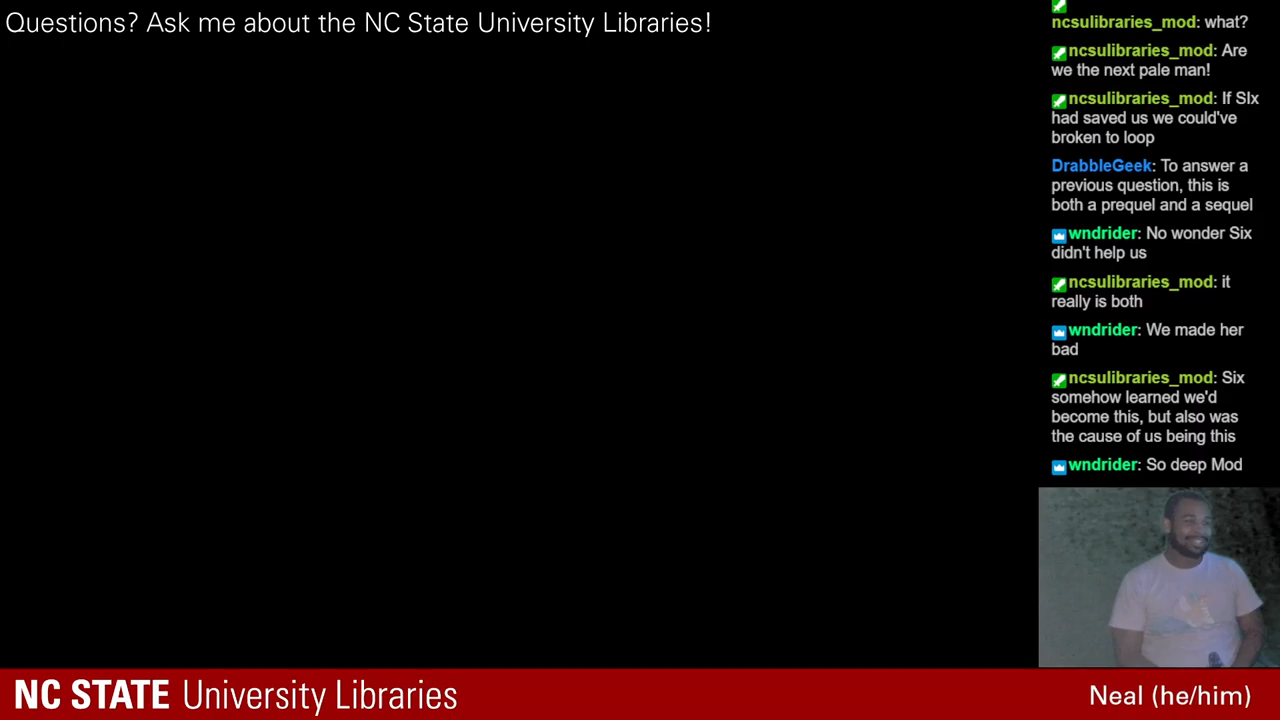 Questions? Ask me about the NC State University Libraries!
ncsulibraries_mod: what?
ncsulibraries_mod: Are
we the next pale man!
ncsulibraries_mod: If SIx
had saved us we could've
broken to loop
DrabbleGeek: To answer a
previous question, this is
both a prequel and a sequel
wndrider: No wonder Six
didn't help us
ncsulibraries_mod: it
really is both
wndrider: We made her
bad
ncsulibraries_mod: Six
somehow learned we'd
become this, but also was
the cause of us being this
wndrider: So deep Mod
NC STATE University Libraries
Neal (he/him)